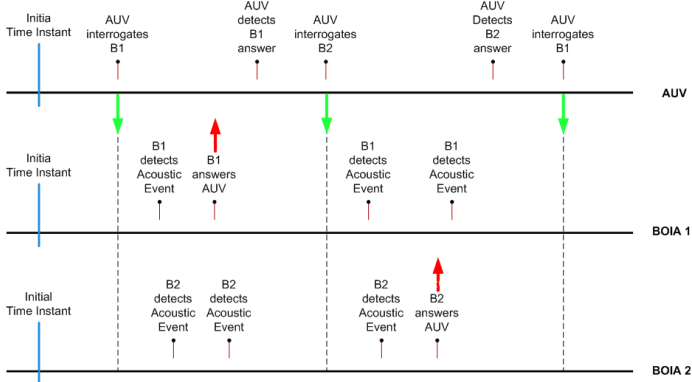 Initia
Time Instant
AUV
interrogates
B1
AUV
detects
B1
answer
AUV
interrogates
B2
AUV
Detects
B2
answer
AUV
interrogates
B1
AUV
Initia
Time Instant
B1
detects
Acoustic
Event
B1
answers
AUV
B1
detects
Acoustic
Event
B1
detects
Acoustic
Event
BOIA 1
Initial
Time Instant
B2
detects
Acoustic
Event
B2
detects
Acoustic
Event
B2
detects
Acoustic
Event
B2
answers
AUV
BOIA 2